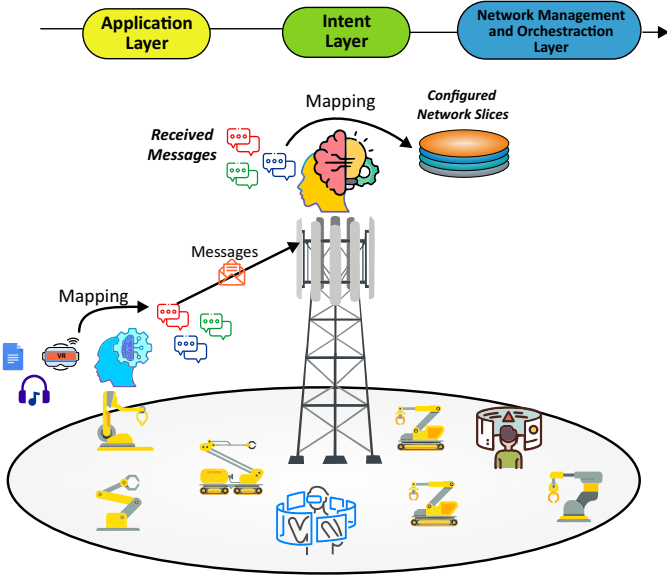 Application
Layer
Intent
Layer
Network Management
and Orchestraction
Layer
Mapping
Configured
Network Slices
Received
Messages
Messages
Mapping
VR